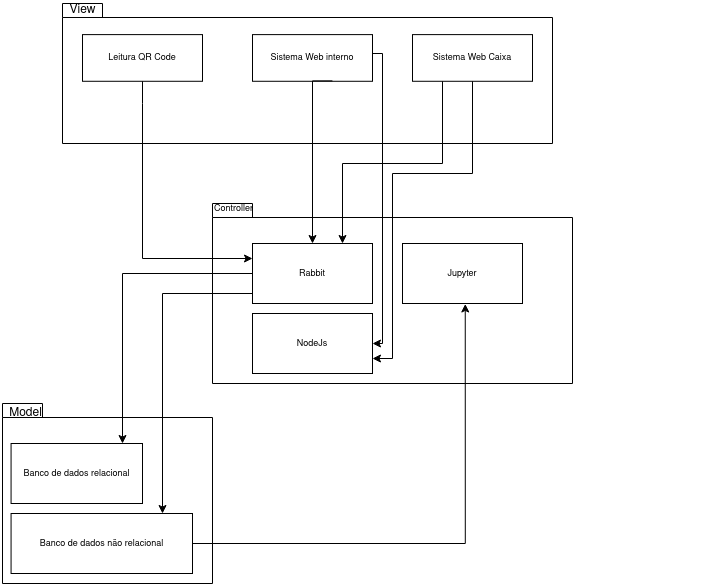 View
Leitura QR Code
Sistema Web interno
Sistema Web Caixa
Controller
Rabbit
Jupyter
NodeJs
Model
Banco de dados relacional
Banco de dados não relacional